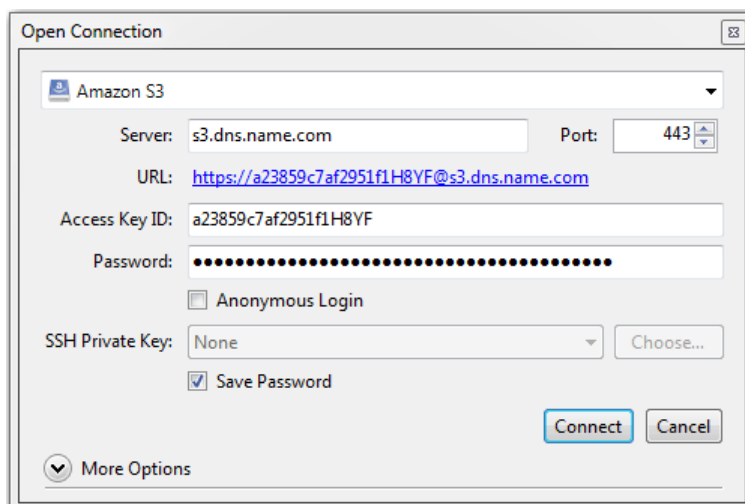 Open Connection
Amazon S3
Server: s3.dns.name.com Port: 443
URL: https://a23859c7af2951f1H8YF@s3.dns.name.com
Access Key ID: a23859c7af2951f1H8YF
Password: ••••••••••••••••••••••••••••••••••••••••
Anonymous Login
SSH Private Key: None Choose...
Save Password
Connect Cancel
More Options